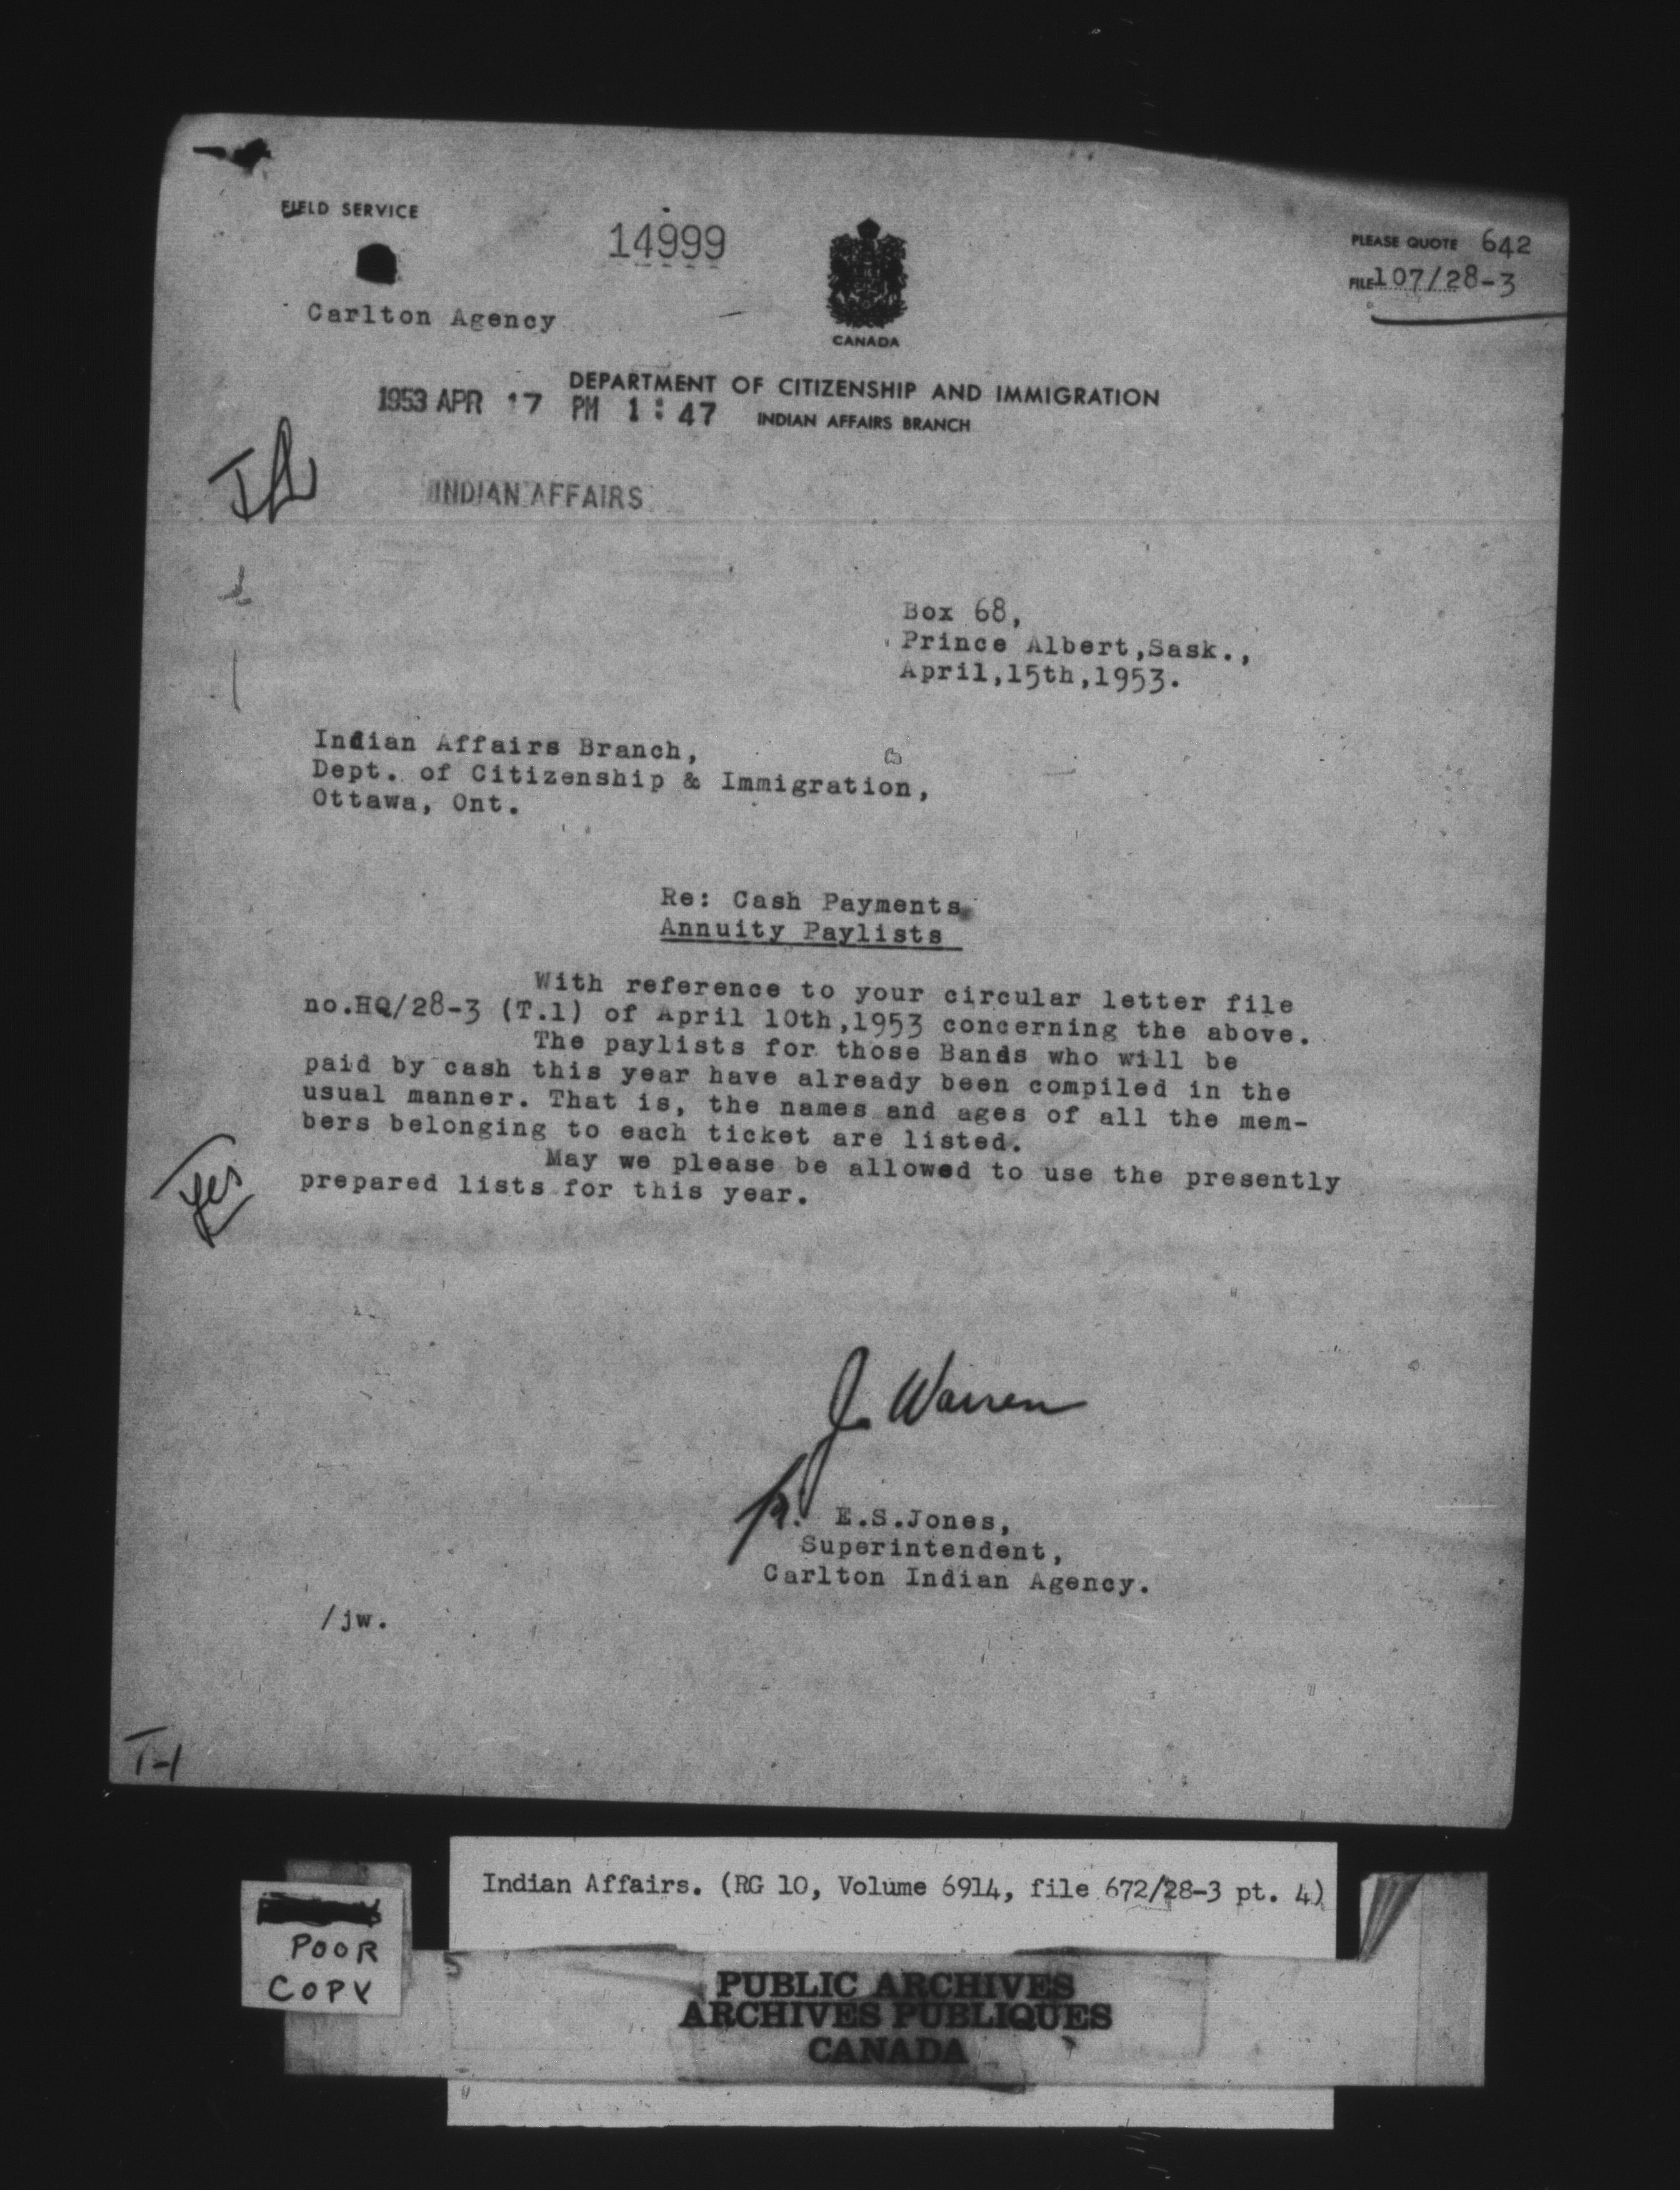 FIELD SERVICE
14999
PLEASE QUOTE 642
FILE 107/28-3
Carlton Agency
CANADA
DEPARTMENT OF CITIZENSHIP AND IMMIGRATION
1953 APR 17 PM 1:47
INDIAN AFFAIRS BRANCH
INDIAN AFFAIRS
Box 68,
Prince Albert,Sask.,
April,15th,1953.
Indian Affairs Branch,
Dept. of Citizenship & Immigration,
Ottawa, Ont.
Re: Cash Payments
Annuity Paylists
With reference to your circular letter file
no.HQ/28-3 (T.1) of April 10th,1953 concerning the above.
The paylists for those Bands who will be
paid by cash this year have already been compiled in the
usual manner. That is, the names and ages of all the mem-
bers belonging to each ticket are listed.
May we please be allowed to use the presently
prepared lists for this year.
Yes
J. Warren
E.S.Jones,
Superintendent,
Carlton Indian Agency.
/jw.
T-1
Indian Affairs. (RG 10, Volume 6914, file 672/28-3 pt. 4)
POOR
COPY
PUBLIC ARCHIVES
ARCHIVES PUBLIQUES
CANADA